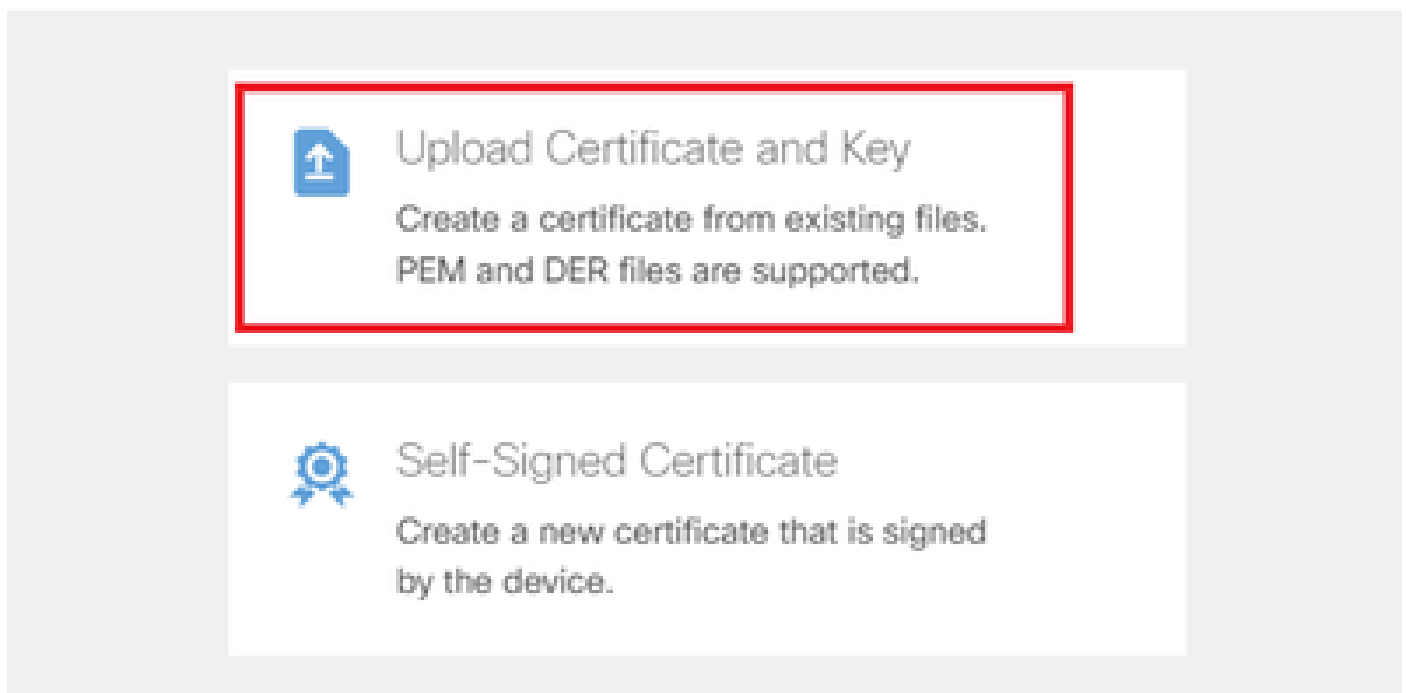 Upload Certificate and Key
Create a certificate from existing files.
PEM and DER files are supported.
Self-Signed Certificate
Create a new certificate that is signed
by the device.